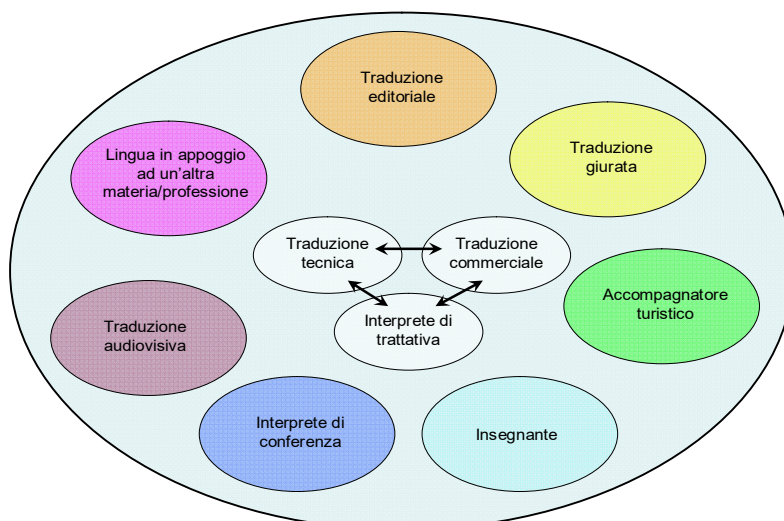 Traduzione
editoriale
Lingua in appoggio
ad un'altra
materia/professione
Traduzione
giurata
Traduzione
tecnica
Traduzione
commerciale
Interprete di
trattativa
Accompagnatore
turistico
Traduzione
audiovisiva
Interprete di
conferenza
Insegnante